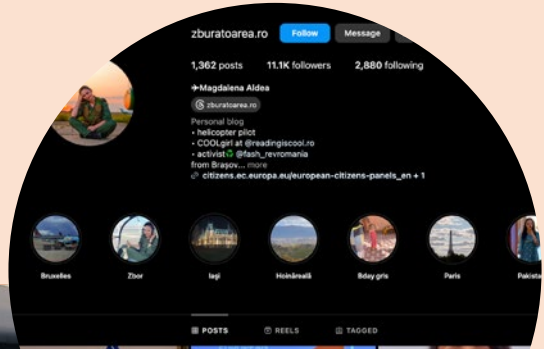 zburatoarea.ro Follow Message
1,362 posts 11.1K followers 2,880 following
✈Magdalena Aldea
zburatoarea.ro
Personal blog
• helicopter pilot
• COOLgirl at @readingiscool.ro
• activist♻ @fash_revromania
from Brașov... more
citizens.ec.europa.eu/european-citizens-panels_en + 1
Bruxelles Zbor Iași Hoinăreală Bday gris Paris Pakista
POSTS REELS TAGGED